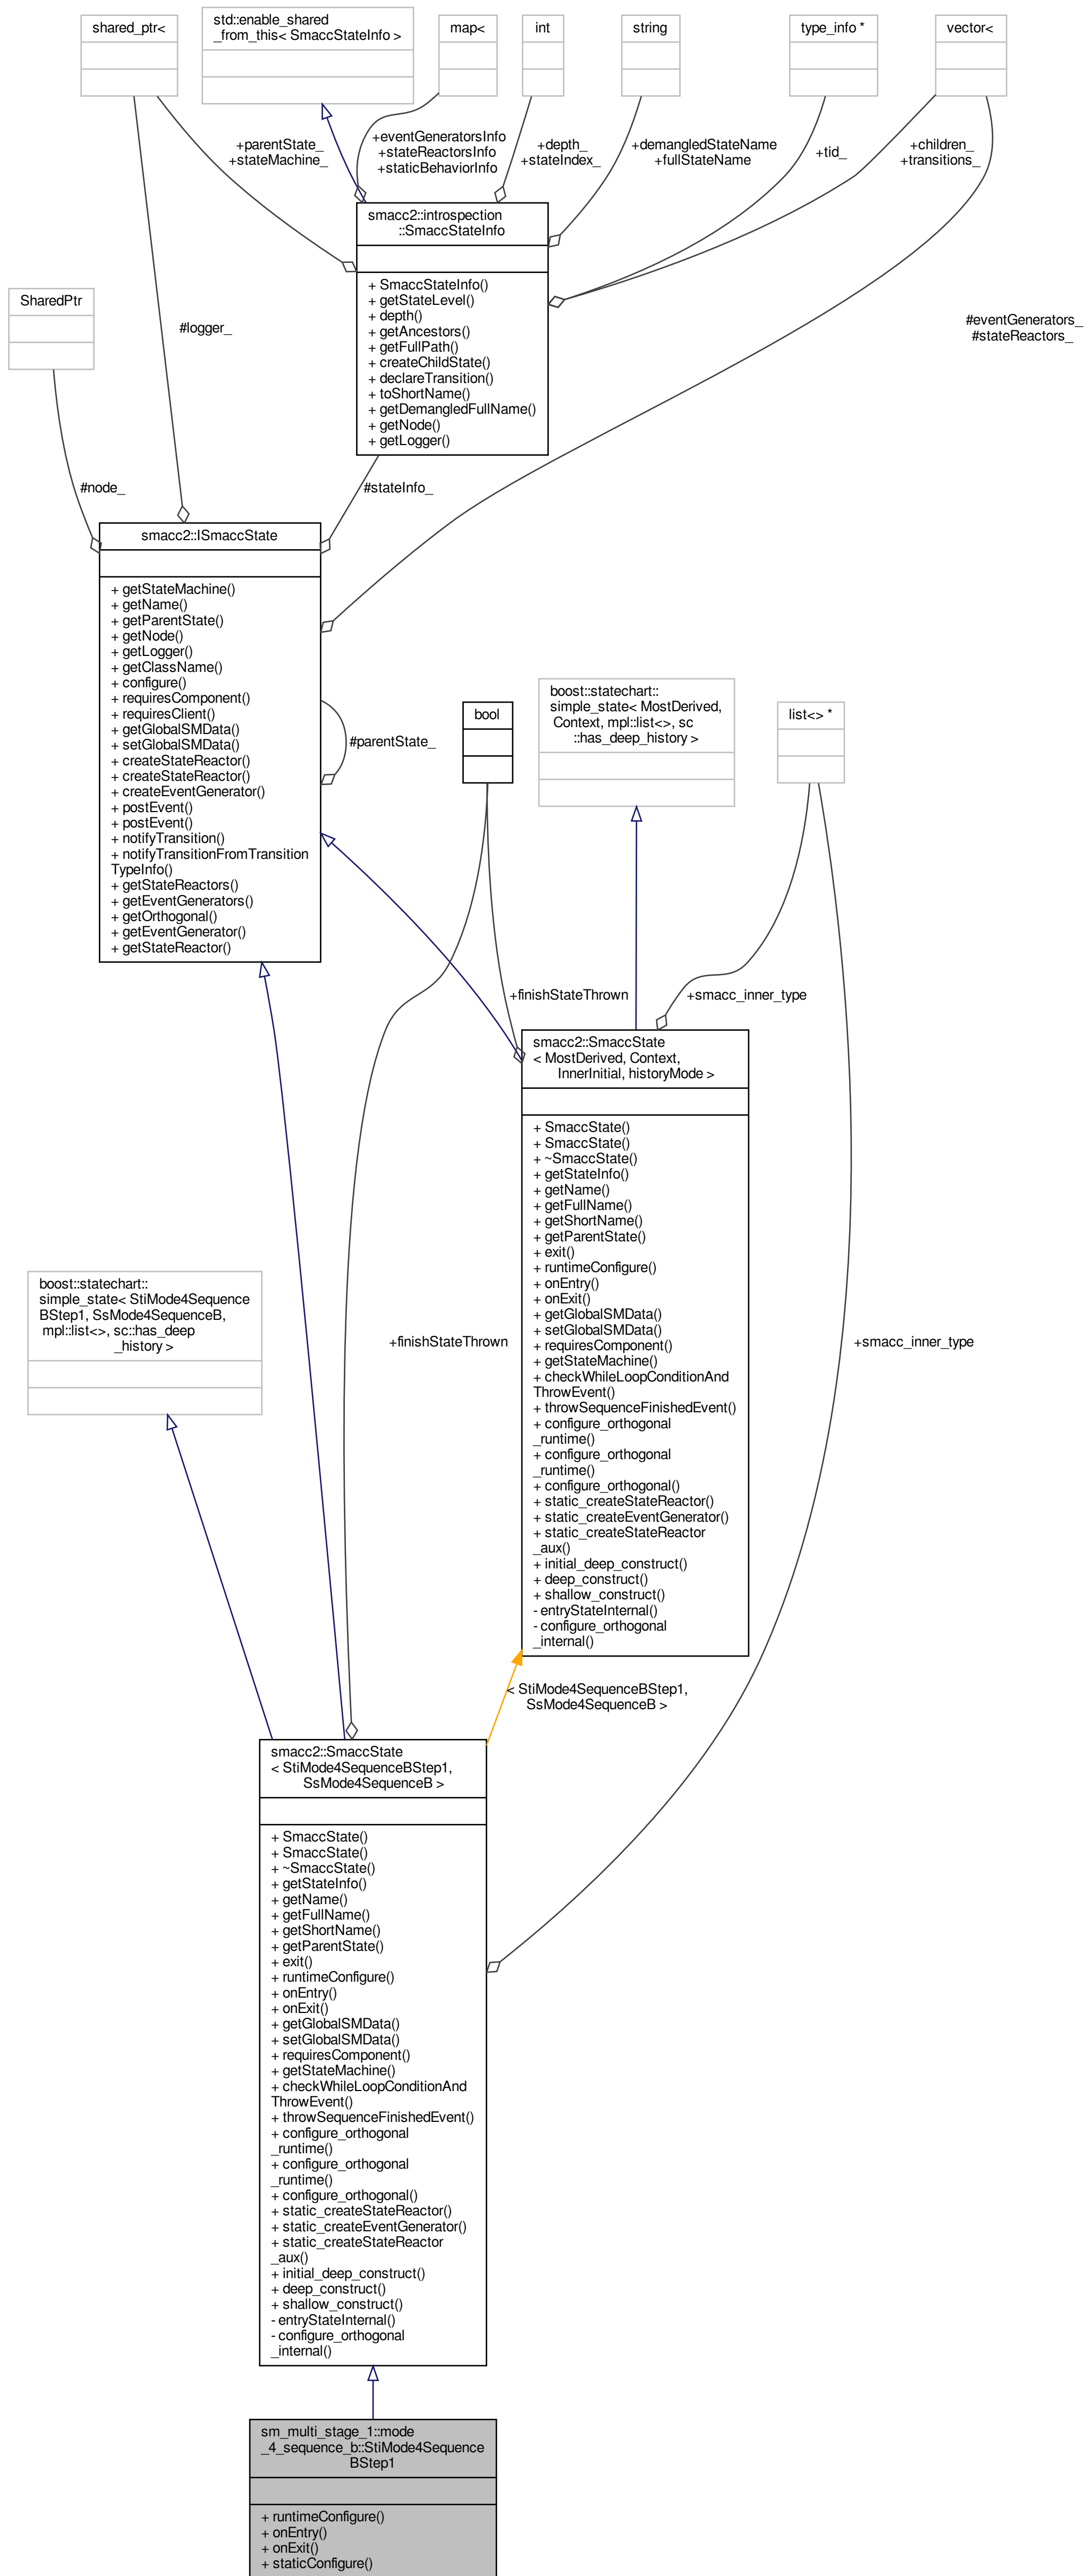 shared_ptr<
std::enable_shared
_from_this< SmaccStateInfo >
map<
int
string
type_info *
vector<
+parentState_
+stateMachine_
+eventGeneratorsInfo
+stateReactorsInfo
+staticBehaviorInfo
+depth_
+stateIndex_
+demangledStateName
+fullStateName
+tid_
+children_
+transitions_
smacc2::introspection
::SmaccStateInfo
+ SmaccStateInfo()
+ getStateLevel()
+ depth()
+ getAncestors()
+ getFullPath()
+ createChildState()
+ declareTransition()
+ toShortName()
+ getDemangledFullName()
+ getNode()
+ getLogger()
SharedPtr
#logger_
#eventGenerators_
#stateReactors_
#node_
#stateInfo_
smacc2::ISmaccState
+ getStateMachine()
+ getName()
+ getParentState()
+ getNode()
+ getLogger()
+ getClassName()
+ configure()
+ requiresComponent()
+ requiresClient()
+ getGlobalSMData()
+ setGlobalSMData()
+ createStateReactor()
+ createStateReactor()
+ createEventGenerator()
+ postEvent()
+ postEvent()
+ notifyTransition()
+ notifyTransitionFromTransition
TypeInfo()
+ getStateReactors()
+ getEventGenerators()
+ getOrthogonal()
+ getEventGenerator()
+ getStateReactor()
#parentState_
bool
boost::statechart::
simple_state< MostDerived,
Context, mpl::list<>, sc
::has_deep_history >
list<> *
+finishStateThrown
+smacc_inner_type
smacc2::SmaccState
< MostDerived, Context,
InnerInitial, historyMode >
+ SmaccState()
+ SmaccState()
+ ~SmaccState()
+ getStateInfo()
+ getName()
+ getFullName()
+ getShortName()
+ getParentState()
+ exit()
+ runtimeConfigure()
+ onEntry()
+ onExit()
+ getGlobalSMData()
+ setGlobalSMData()
+ requiresComponent()
+ getStateMachine()
+ checkWhileLoopConditionAnd
ThrowEvent()
+ throwSequenceFinishedEvent()
+ configure_orthogonal
_runtime()
+ configure_orthogonal
_runtime()
+ configure_orthogonal()
+ static_createStateReactor()
+ static_createEventGenerator()
+ static_createStateReactor
_aux()
+ initial_deep_construct()
+ deep_construct()
+ shallow_construct()
- entryStateInternal()
- configure_orthogonal
_internal()
boost::statechart::
simple_state< StiMode4Sequence
BStep1, SsMode4SequenceB,
mpl::list<>, sc::has_deep
_history >
+finishStateThrown
+smacc_inner_type
< StiMode4SequenceBStep1,
SsMode4SequenceB >
smacc2::SmaccState
< StiMode4SequenceBStep1,
SsMode4SequenceB >
+ SmaccState()
+ SmaccState()
+ ~SmaccState()
+ getStateInfo()
+ getName()
+ getFullName()
+ getShortName()
+ getParentState()
+ exit()
+ runtimeConfigure()
+ onEntry()
+ onExit()
+ getGlobalSMData()
+ setGlobalSMData()
+ requiresComponent()
+ getStateMachine()
+ checkWhileLoopConditionAnd
ThrowEvent()
+ throwSequenceFinishedEvent()
+ configure_orthogonal
_runtime()
+ configure_orthogonal
_runtime()
+ configure_orthogonal()
+ static_createStateReactor()
+ static_createEventGenerator()
+ static_createStateReactor
_aux()
+ initial_deep_construct()
+ deep_construct()
+ shallow_construct()
- entryStateInternal()
- configure_orthogonal
_internal()
sm_multi_stage_1::mode
_4_sequence_b::StiMode4Sequence
BStep1
+ runtimeConfigure()
+ onEntry()
+ onExit()
+ staticConfigure()